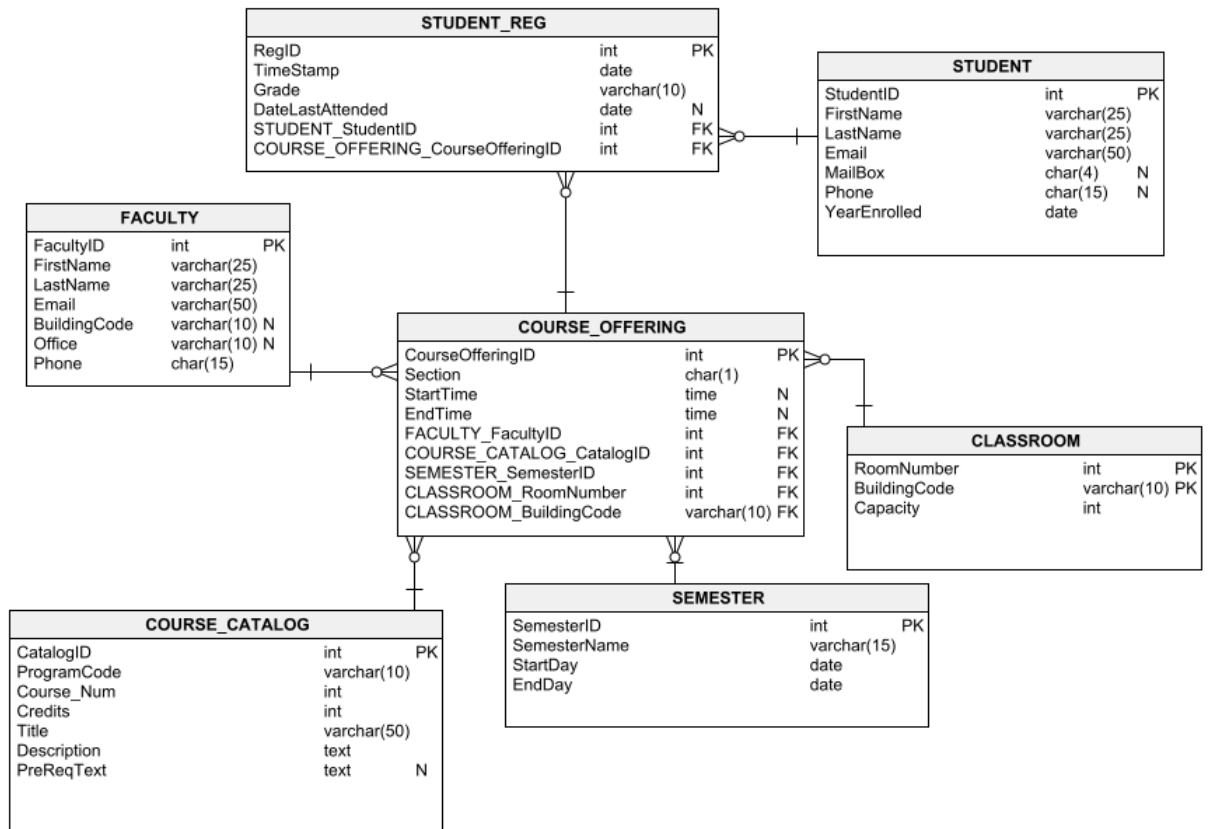 STUDENT_REG
RegID int PK
TimeStamp date
Grade varchar(10)
DateLastAttended date N
STUDENT_StudentID int FK
COURSE_OFFERING_CourseOfferingID int FK
STUDENT
StudentID int PK
FirstName varchar(25)
LastName varchar(25)
Email varchar(50)
MailBox char(4) N
Phone char(15) N
YearEnrolled date
FACULTY
FacultyID int PK
FirstName varchar(25)
LastName varchar(25)
Email varchar(50)
BuildingCode varchar(10) N
Office varchar(10) N
Phone char(15)
COURSE_OFFERING
CourseOfferingID int PK
Section char(1)
StartTime time N
EndTime time N
FACULTY_FacultyID int FK
COURSE_CATALOG_CatalogID int FK
SEMESTER_SemesterID int FK
CLASSROOM_RoomNumber int FK
CLASSROOM_BuildingCode varchar(10) FK
CLASSROOM
RoomNumber int PK
BuildingCode varchar(10) PK
Capacity int
COURSE_CATALOG
CatalogID int PK
ProgramCode varchar(10)
Course_Num int
Credits int
Title varchar(50)
Description text
PreReqText text N
SEMESTER
SemesterID int PK
SemesterName varchar(15)
StartDay date
EndDay date